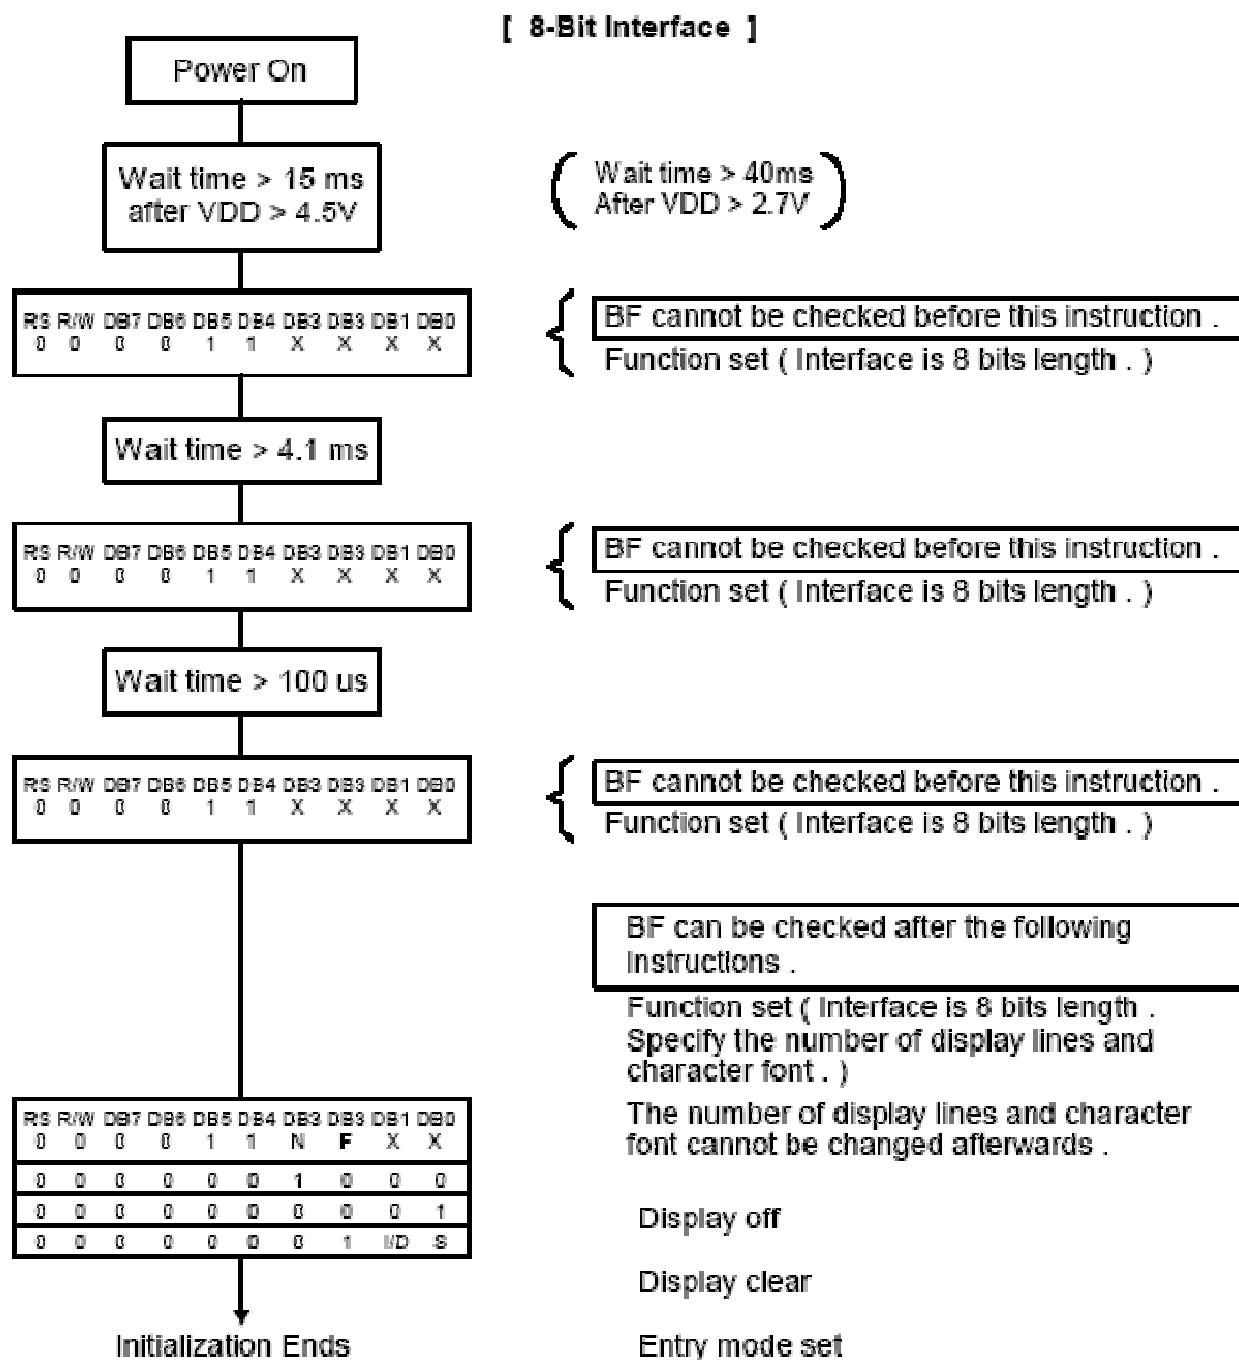 [ 8-Bit Interface ]
Power On
Wait time > 15 ms
after VDD > 4.5V
Wait time > 40ms
After VDD > 2.7V
RS R/W DB7 DB6 DB5 DB4 DB3 DB3 DB1 DB0
0 0 0 0 1 1 X X X X
BF cannot be checked before this instruction .
Function set ( Interface is 8 bits length . )
Wait time > 4.1 ms
RS R/W DB7 DB6 DB5 DB4 DB3 DB3 DB1 DB0
0 0 0 0 1 1 X X X X
BF cannot be checked before this instruction .
Function set ( Interface is 8 bits length . )
Wait time > 100 us
RS R/W DB7 DB6 DB5 DB4 DB3 DB3 DB1 DB0
0 0 0 0 1 1 X X X X
BF cannot be checked before this instruction .
Function set ( Interface is 8 bits length . )
BF can be checked after the following
instructions .
Function set ( Interface is 8 bits length .
Specify the number of display lines and
character font . )
RS R/W DB7 DB6 DB5 DB4 DB3 DB3 DB1 DB0
0 0 0 0 1 1 N F X X
The number of display lines and character
font cannot be changed afterwards .
0 0 0 0 0 0 1 0 0 0
0 0 0 0 0 0 0 0 0 1
0 0 0 0 0 0 0 1 I/D S
Display off
Display clear
Initialization Ends
Entry mode set